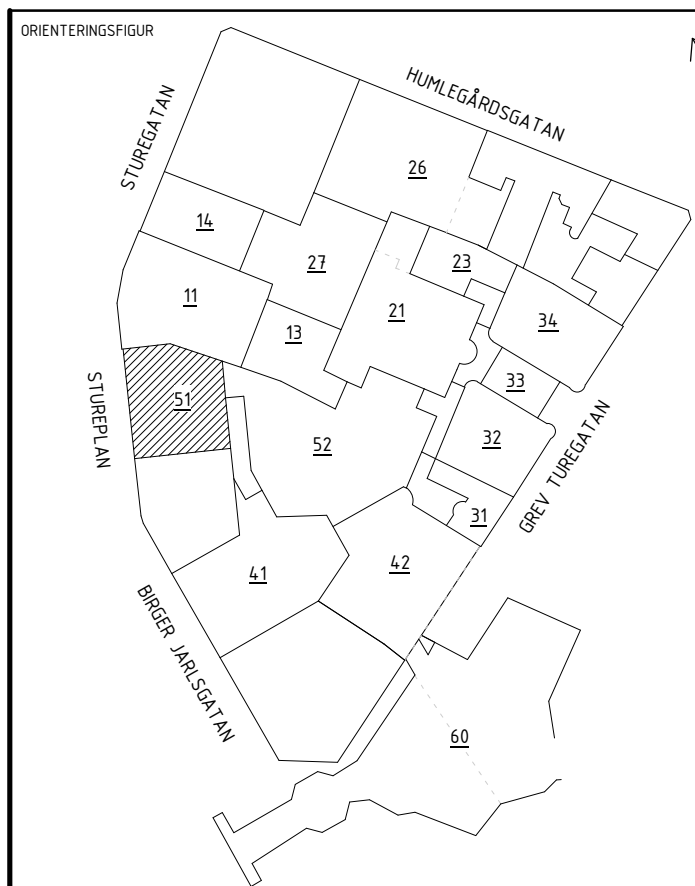 ORIENTERINGSFIGUR
N
HUMLEGÅRDSGATAN
STUREGATAN
26
14
27
23
11
21
34
13
33
51
STUREPLAN
32
52
GREV TUREGATAN
31
42
41
BIRGER JARLSGATAN
60